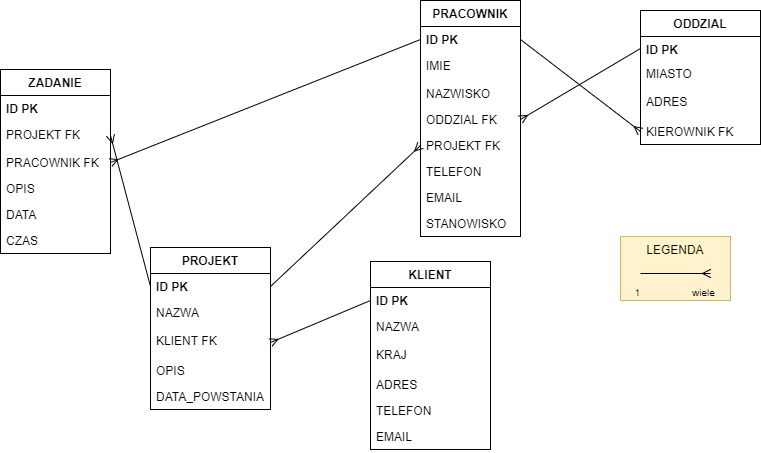 PRACOWNIK
ID PK
IMIE
NAZWISKO
ODDZIAL FK
PROJEKT FK
TELEFON
EMAIL
STANOWISKO
ODDZIAL
ID PK
MIASTO
ADRES
KIEROWNIK FK
ZADANIE
ID PK
PROJEKT FK
PRACOWNIK FK
OPIS
DATA
CZAS
PROJEKT
ID PK
NAZWA
KLIENT FK
OPIS
DATA_POWSTANIA
KLIENT
ID PK
NAZWA
KRAJ
ADRES
TELEFON
EMAIL
LEGENDA
1 wiele